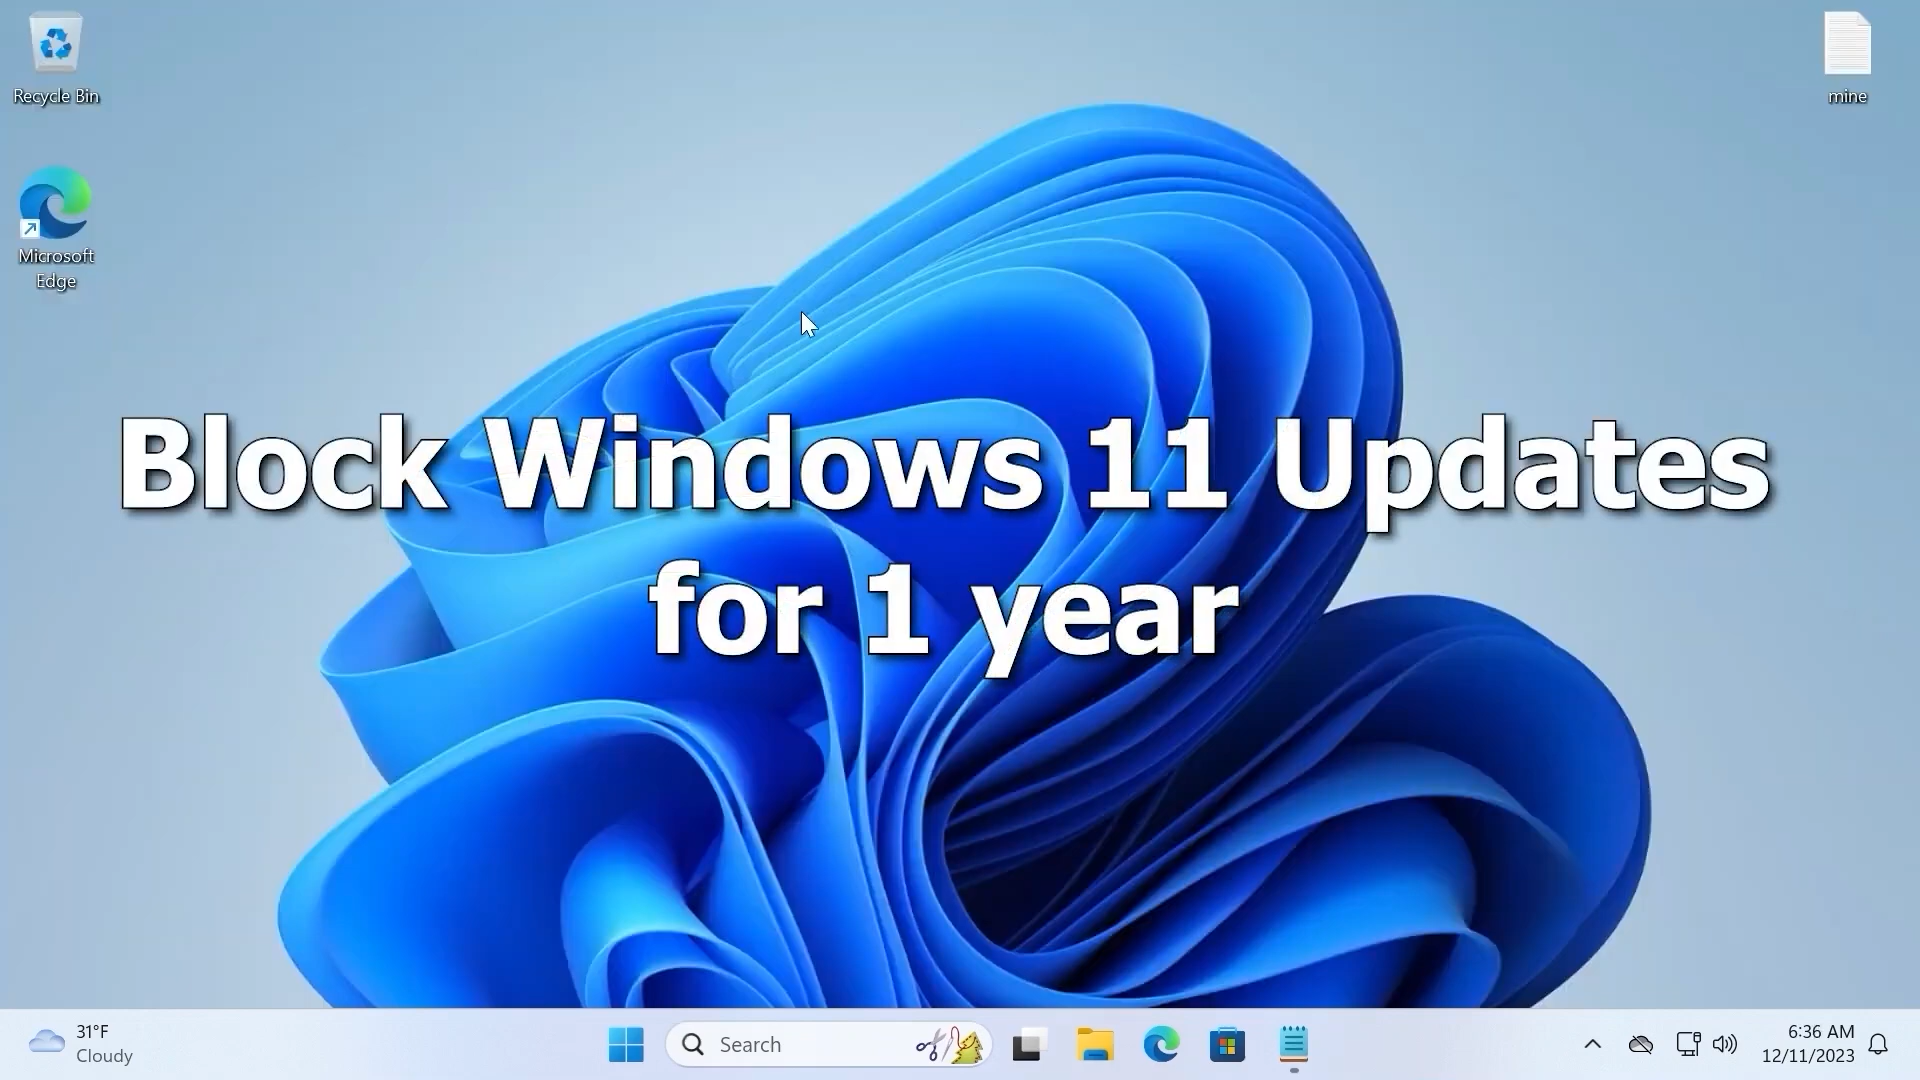 Recycle Bin
mine
Microsoft
Edge
Block Windows 11 Updates
for 1 year
31°F
Cloudy
Search
6:36 AM
12/11/2023